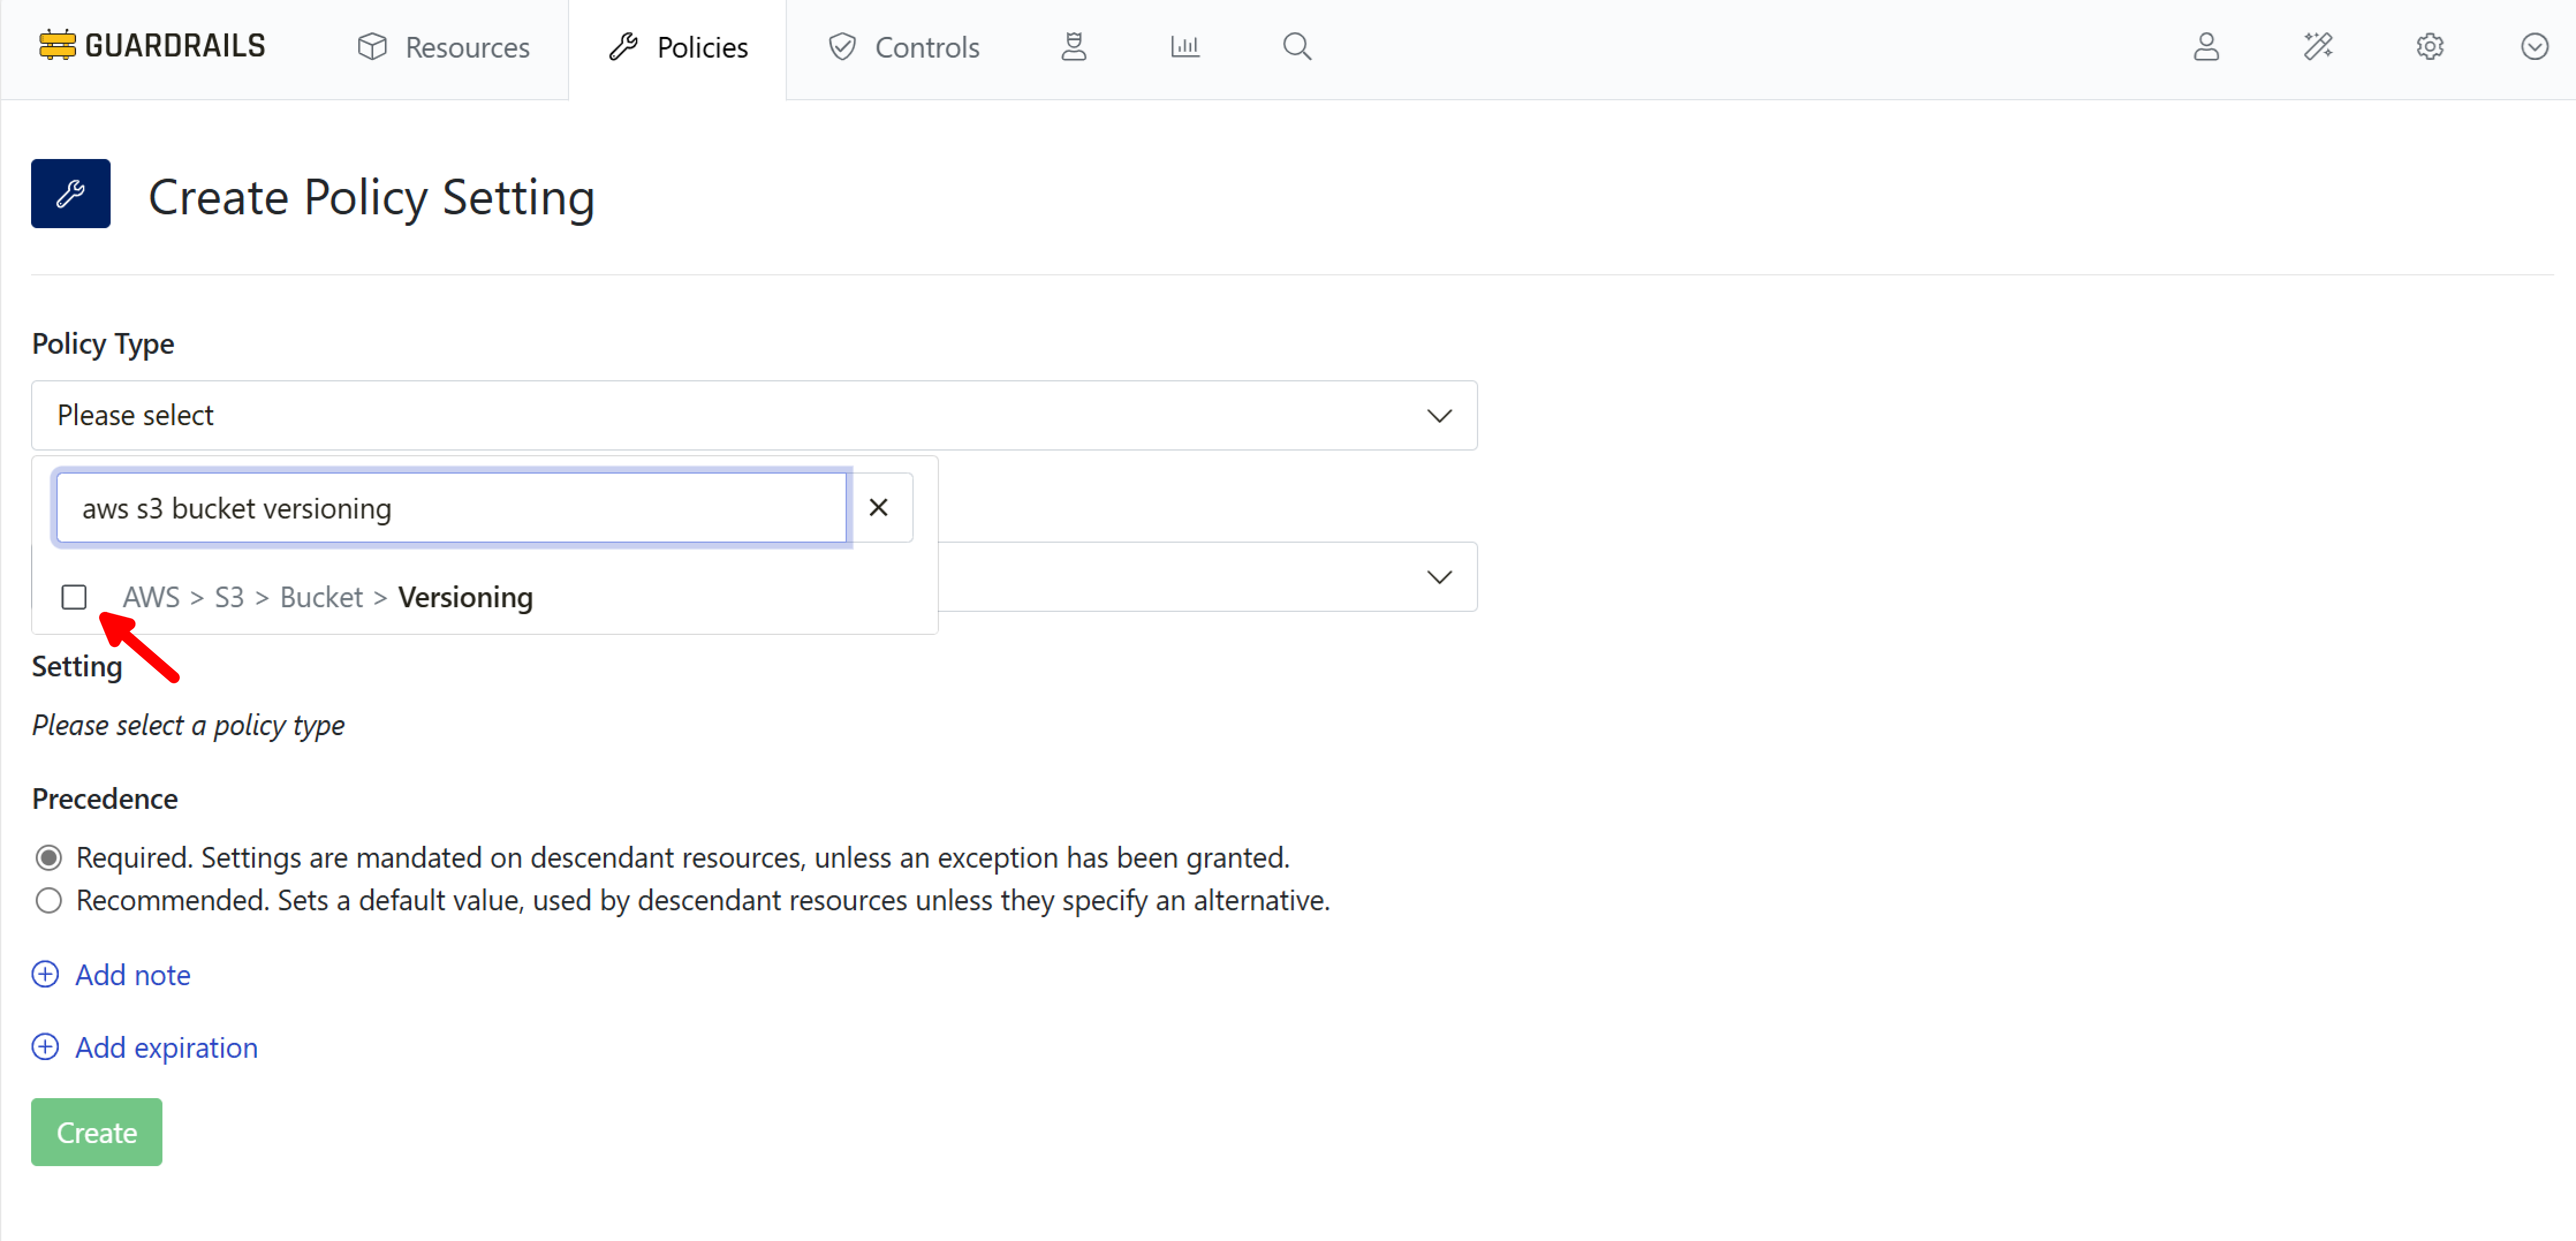 GUARDRAILS
Resources
Policies
Controls
Create Policy Setting
Policy Type
Please select
aws s3 bucket versioning
AWS > S3 > Bucket > Versioning
Setting
Please select a policy type
Precedence
Required. Settings are mandated on descendant resources, unless an exception has been granted.
Recommended. Sets a default value, used by descendant resources unless they specify an alternative.
Add note
Add expiration
Create